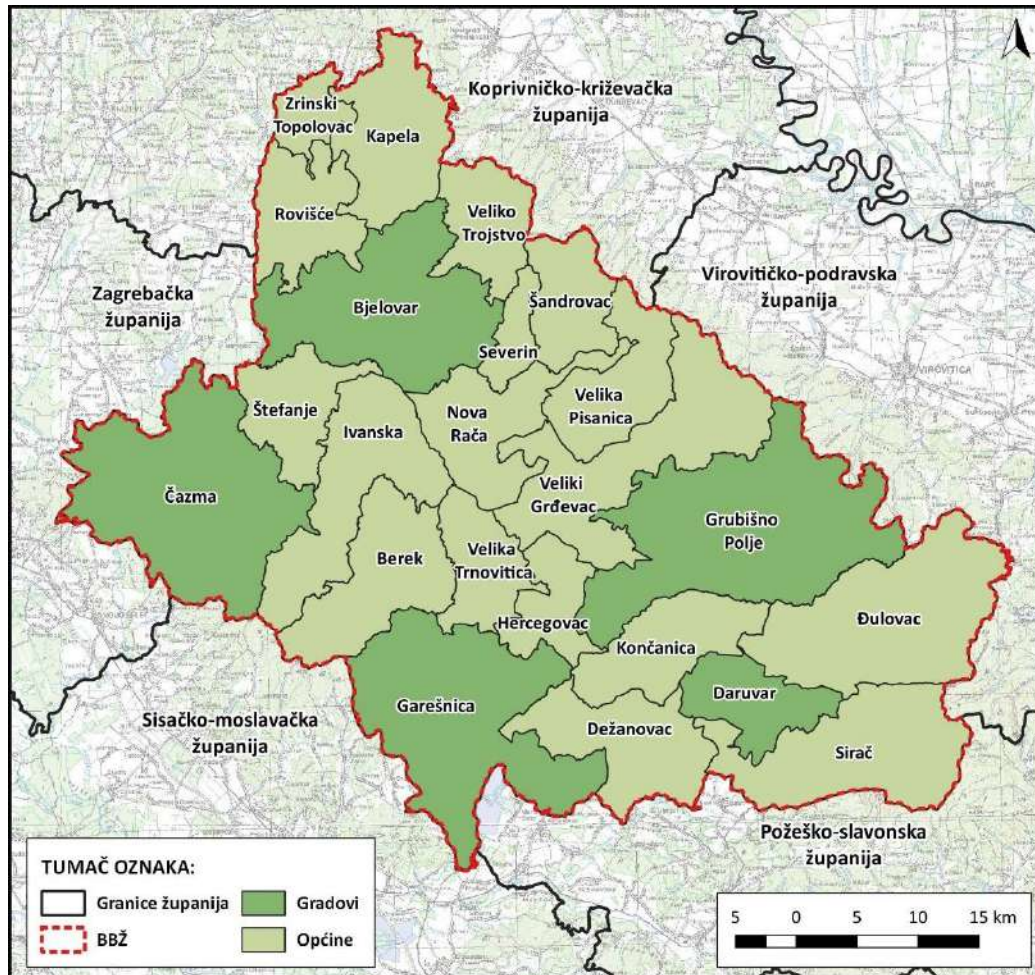 Koprivničko-križevačka
županija
Zrinski
Topolovac
Kapela
Rovišće
Veliko
Trojstvo
Virovitičko-podravska
županija
Zagrebačka
županija
Bjelovar
Šandrovac
Severin
VIROVITICA
Štefanje
Ivanska
Nova
Rača
Velika
Pisanica
Čazma
Veliki
Grđevac
Grubišno
Polje
Berek
Velika
Trnovitica
Hercegovac
Đulovac
Končanica
Daruvar
Garešnica
Sisačko-moslavačka
županija
Dežanovac
Sirač
Požeško-slavonska
županija
TUMAČ OZNAKA:
Granice županija
Gradovi
BBŽ
Općine
5 0 5 10 15 km